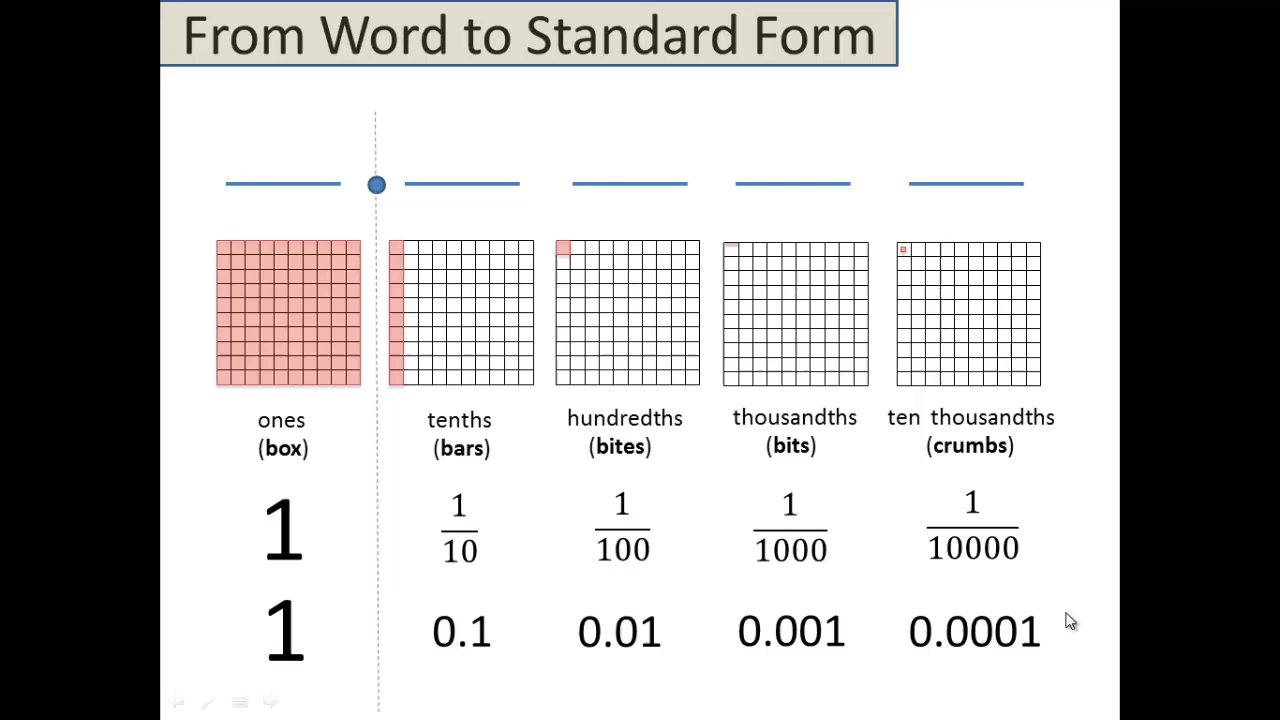 From Word to Standard Form
ones tenths hundredths thousandths ten thousandths
(box) (bars) (bites) (bits) (crumbs)
1 1/10 1/100 1/1000 1/10000
1 0.1 0.01 0.001 0.0001